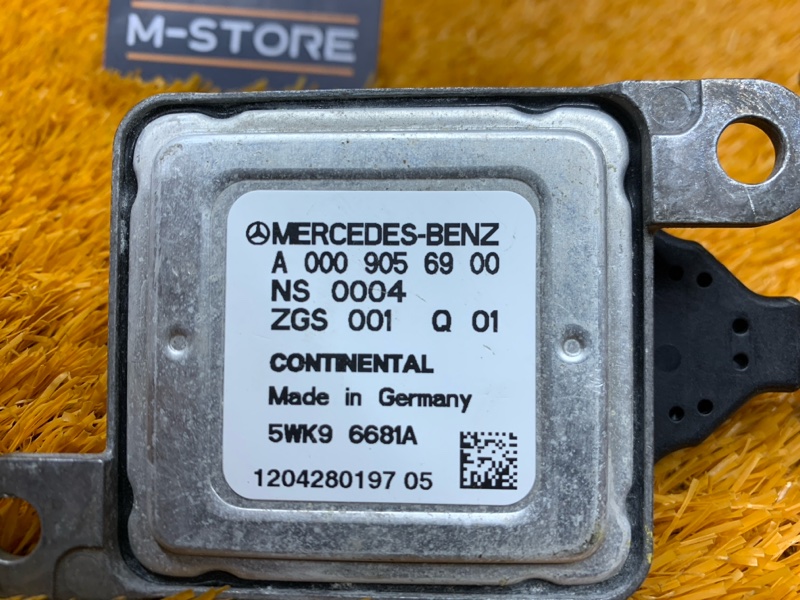 M-STORE
MERCEDES-BENZ
A 000 905 69 00
NS 0004
ZGS 001 Q 01
CONTINENTAL
Made in Germany
5WK9 6681A
1204280197 05